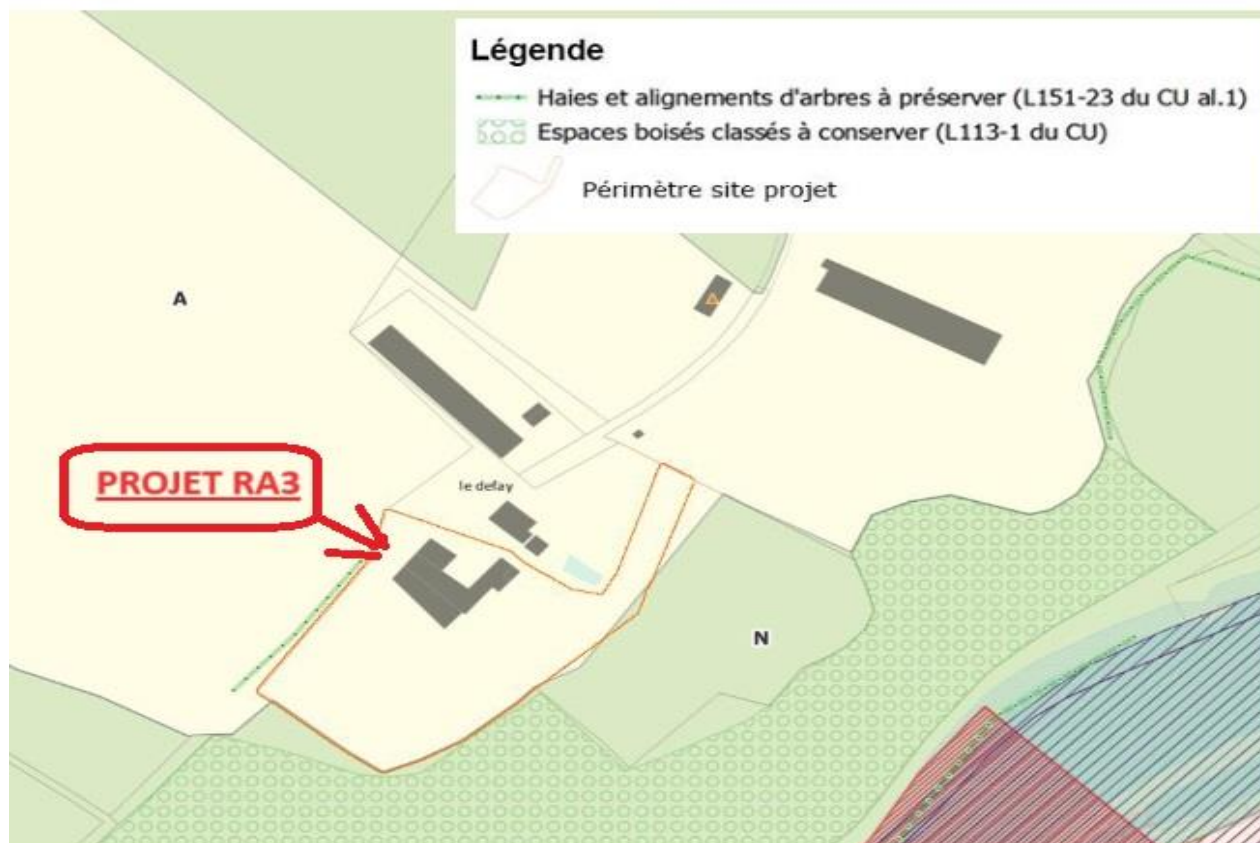 Légende
Haies et alignements d'arbres à préserver (L151-23 du CU al.1)
Espaces boisés classés à conserver (L113-1 du CU)
Périmètre site projet
A
PROJET RA3
le defay
N